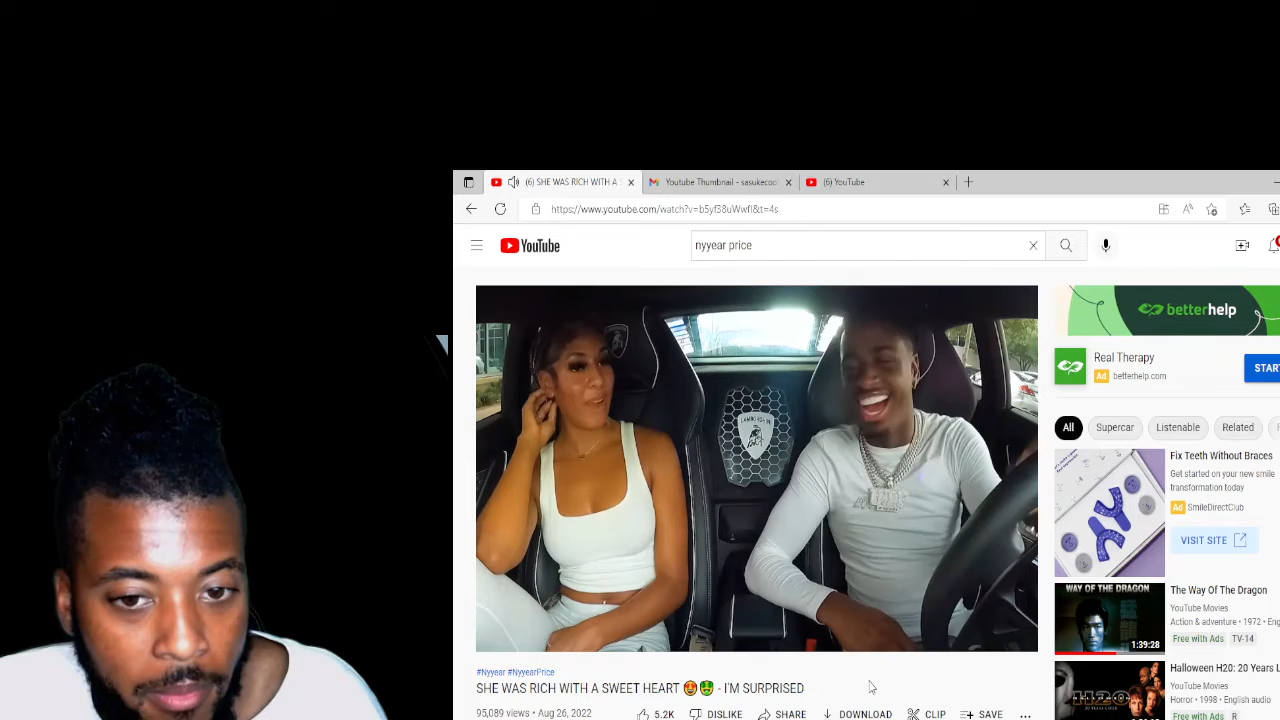 (6) SHE WAS RICH WITH A
Youtube Thumbnail - sasukecool
(6) YouTube
https://www.youtube.com/watch?v=b5yf38uWwfI&t=4s
YouTube
nyyear price
betterhelp
Real Therapy
Ad betterhelp.com
START
All Supercar Listenable Related
Fix Teeth Without Braces
Get started on your new smile
transformation today
Ad SmileDirectClub
VISIT SITE
WAY OF THE DRAGON
1:39:28
The Way Of The Dragon
YouTube Movies
Action & adventure • 1972 • Eng
Free with Ads TV-14
H20
Halloween H20: 20 Years L
YouTube Movies
Horror • 1998 • English audio
Free with Ads
#Nyyear #NyyearPrice
SHE WAS RICH WITH A SWEET HEART 😍🤑 - I'M SURPRISED
95,089 views • Aug 26, 2022
DISLIKE SHARE DOWNLOAD CLIP SAVE